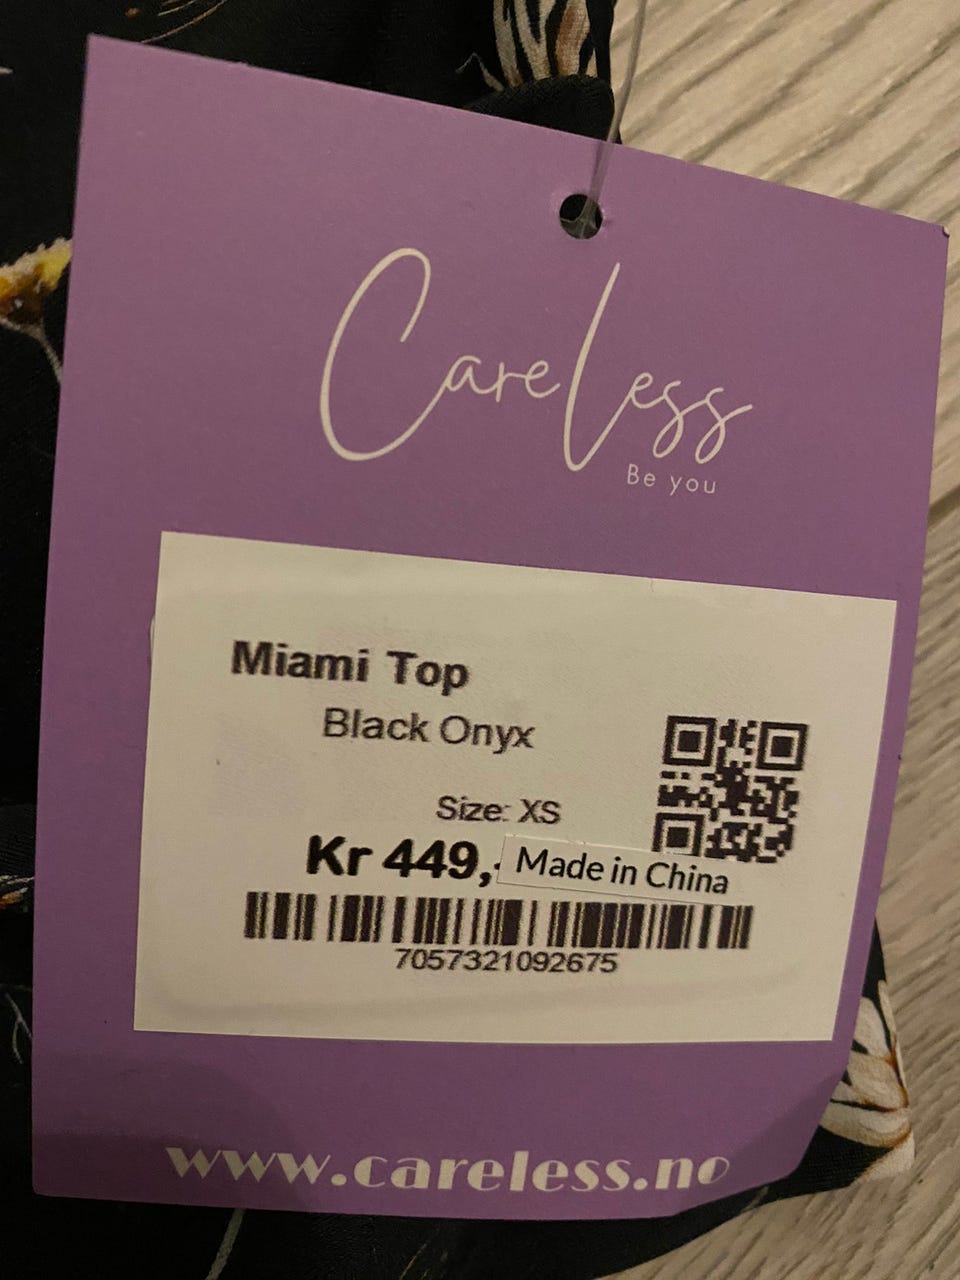 CareLess
Be you
Miami Top
Black Onyx
Size: XS
Kr 449,-
Made in China
7057321092675
www.careless.no